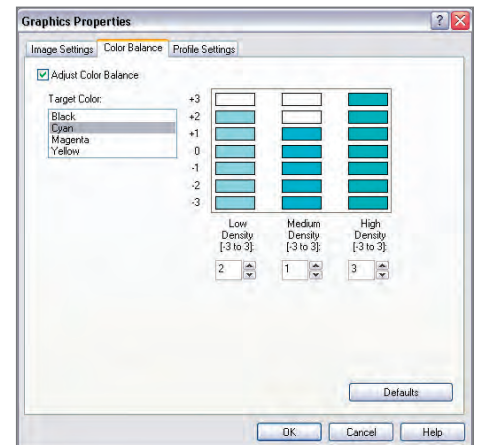 Graphics Properties
Image Settings Color Balance Profile Settings
Adjust Color Balance
Target Color:
Black
Cyan
Magenta
Yellow
+3
+2
+1
0
-1
-2
-3
Low Density [-3 to 3]:
Medium Density [-3 to 3]:
High Density [-3 to 3]:
2 1 3
Defaults
OK Cancel Help